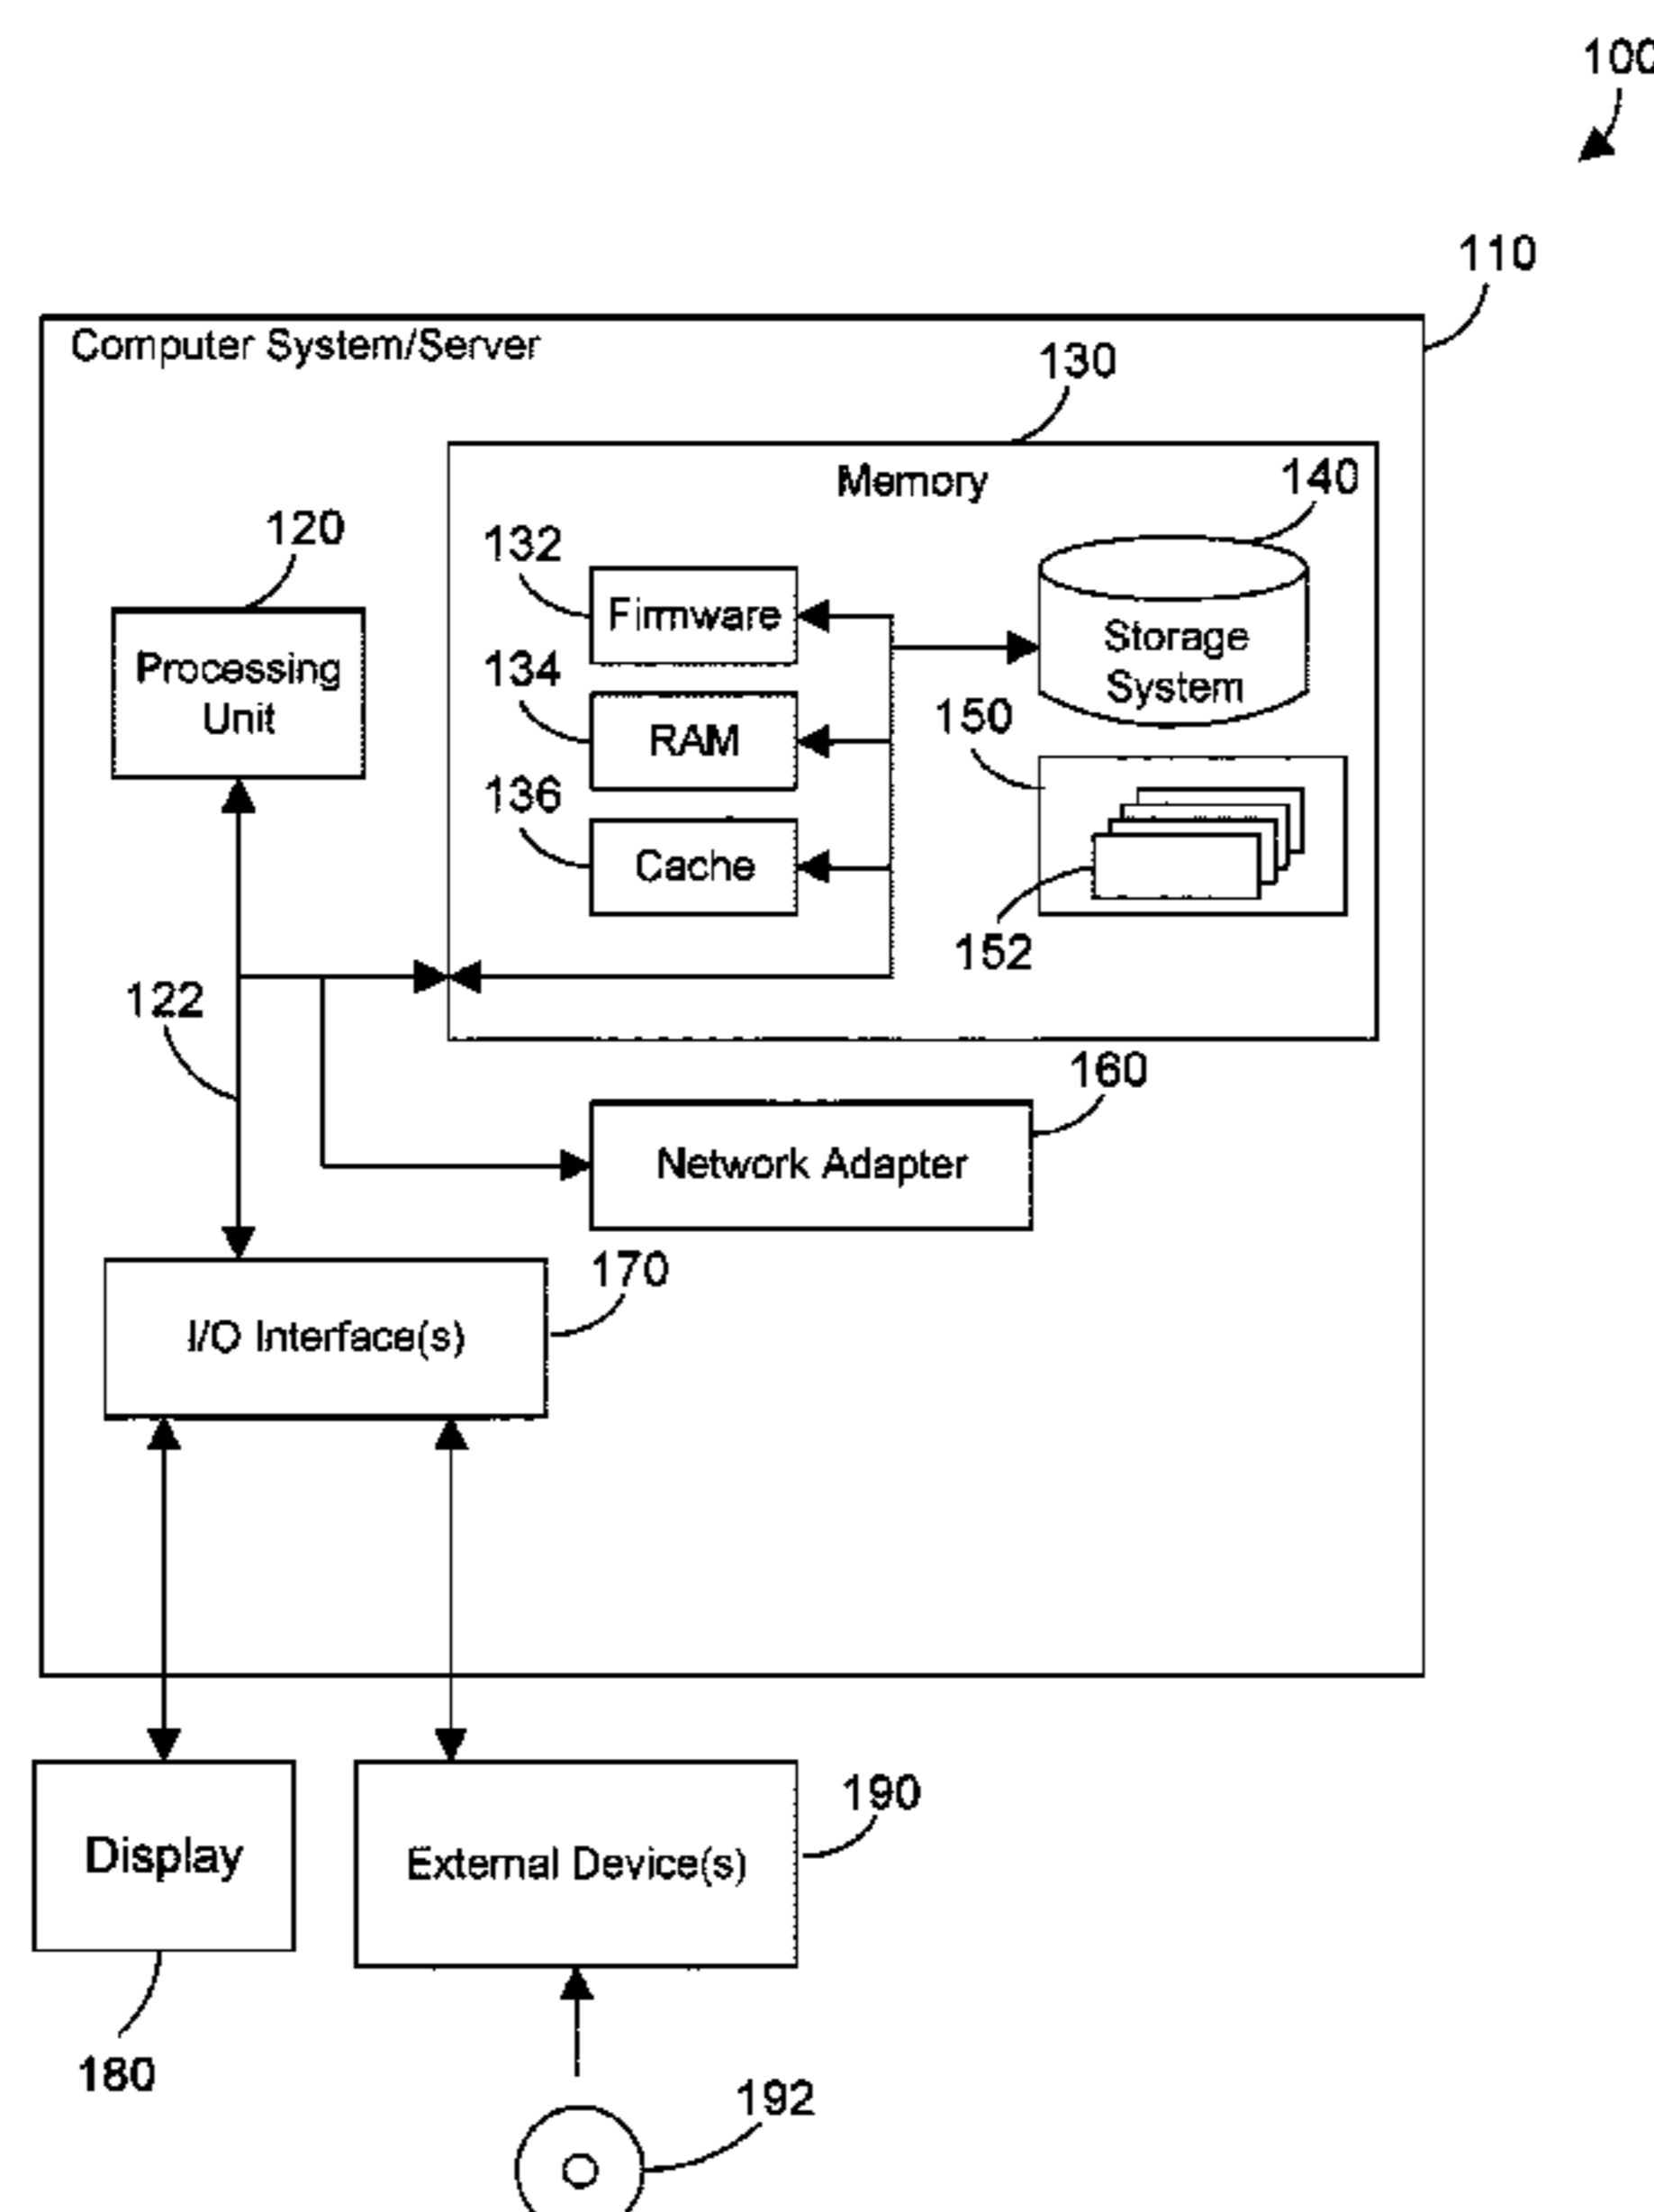 100
110
Computer System/Server
130
Memory
140
120
132
Firmware
Storage
System
Processing
Unit
134
RAM
150
136
Cache
152
122
160
Network Adapter
170
I/O Interface(s)
190
Display
External Device(s)
180
192